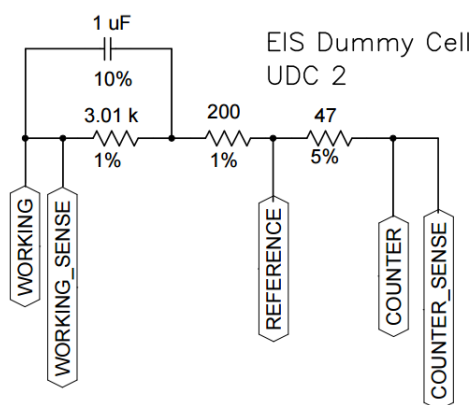 1 uF
EIS Dummy Cell
UDC 2
10%
3.01 k
200
47
1%
1%
5%
WORKING
WORKING_SENSE
REFERENCE
COUNTER
COUNTER_SENSE